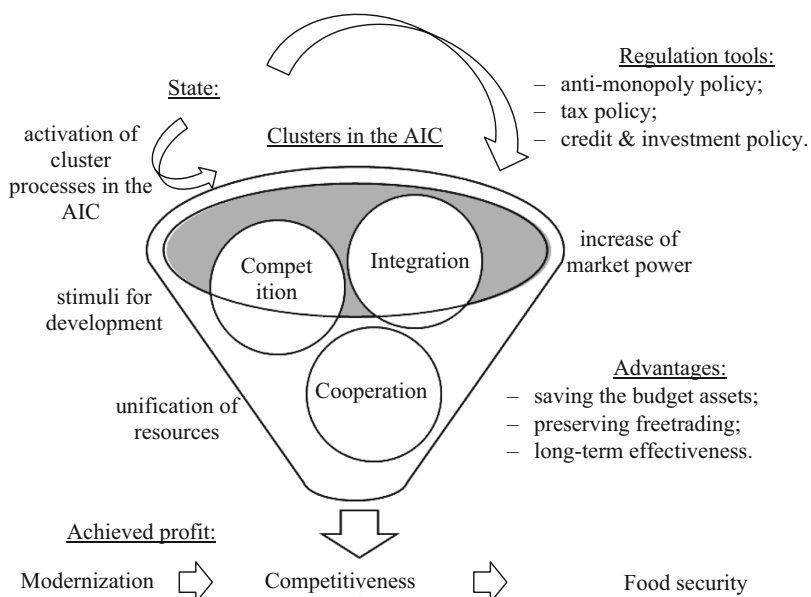 Regulation tools:
– anti-monopoly policy;
– tax policy;
– credit & investment policy.
State:
activation of
cluster
processes in the
AIC
Clusters in the AIC
Compet
ition
Integration
Cooperation
increase of
market power
stimuli for
development
unification of
resources
Advantages:
– saving the budget assets;
– preserving freetrading;
– long-term effectiveness.
Achieved profit:
Modernization
Competitiveness
Food security